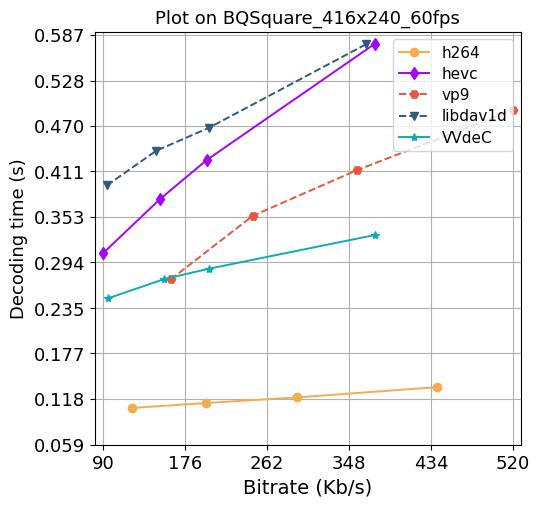 Plot on BQSquare_416x240_60fps
Decoding time (s)
0.587
0.528
0.470
0.411
0.353
0.294
0.235
0.177
0.118
0.059
h264
hevc
vp9
libdav1d
VVdeC
90 176 262 348 434 520
Bitrate (Kb/s)